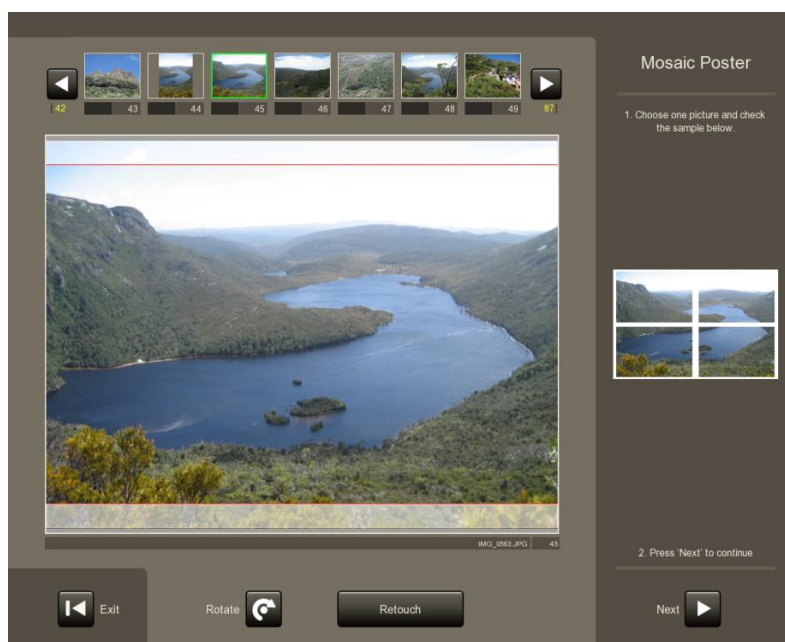 Mosaic Poster
42 43 44 45 46 47 48 49 87
1. Choose one picture and check
the sample below.
IMG_0563.JPG 45
2. Press 'Next' to continue
Exit Rotate Retouch Next